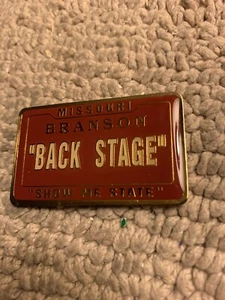 MISSOURI
BRANSON
"BACK STAGE"
"SHOW ME STATE"